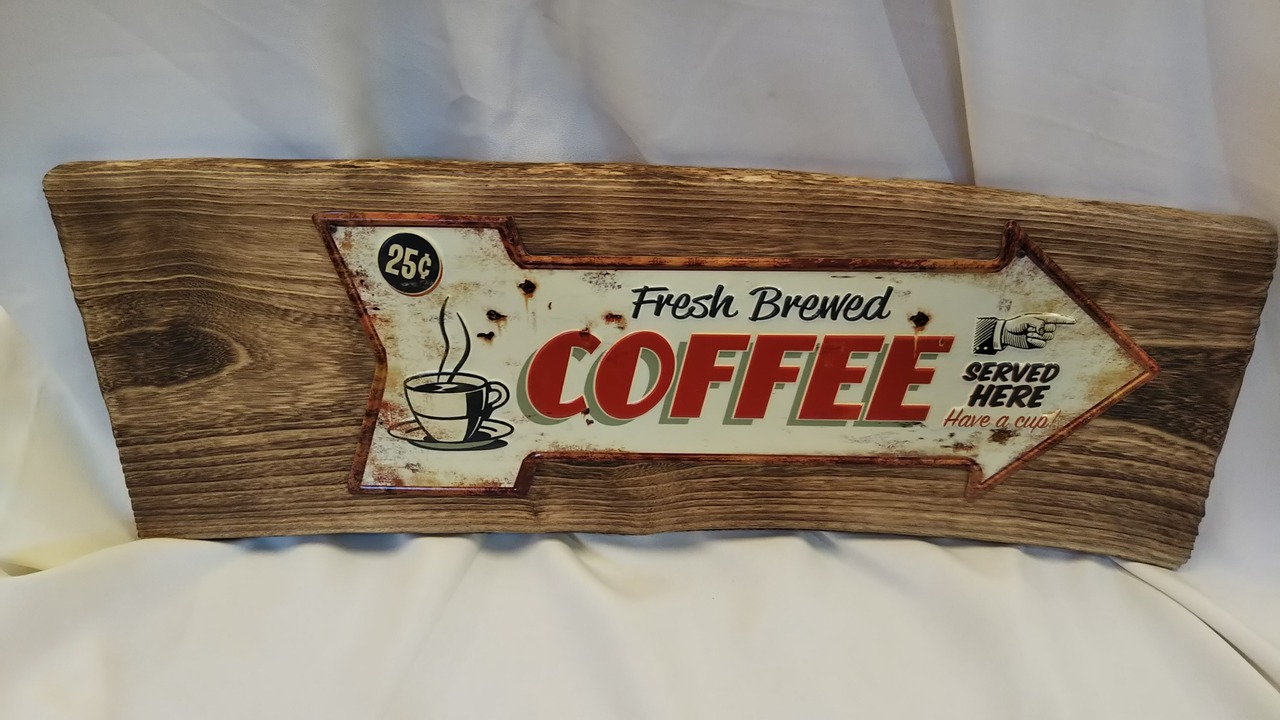 25¢
Fresh Brewed
COFFEE
SERVED
HERE
Have a cup!